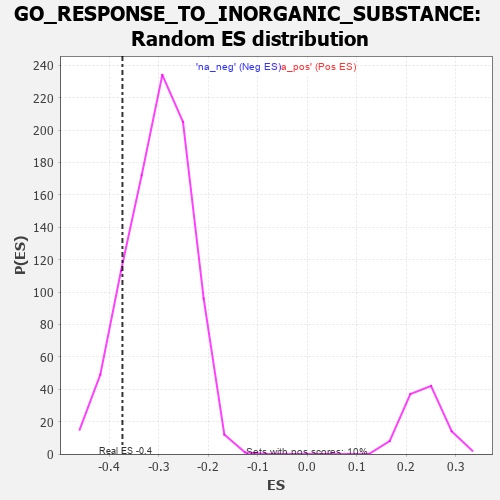 GO_RESPONSE_TO_INORGANIC_SUBSTANCE:
Random ES distribution
'na_neg' (Neg ES)a_pos' (Pos ES)
240
220
200
180
160
140
120
100
80
60
40
20
0
P(ES)
Real ES -0.4
Sets with pos scores: 10%
-0.4 -0.3 -0.2 -0.1 0.0 0.1 0.2 0.3
ES